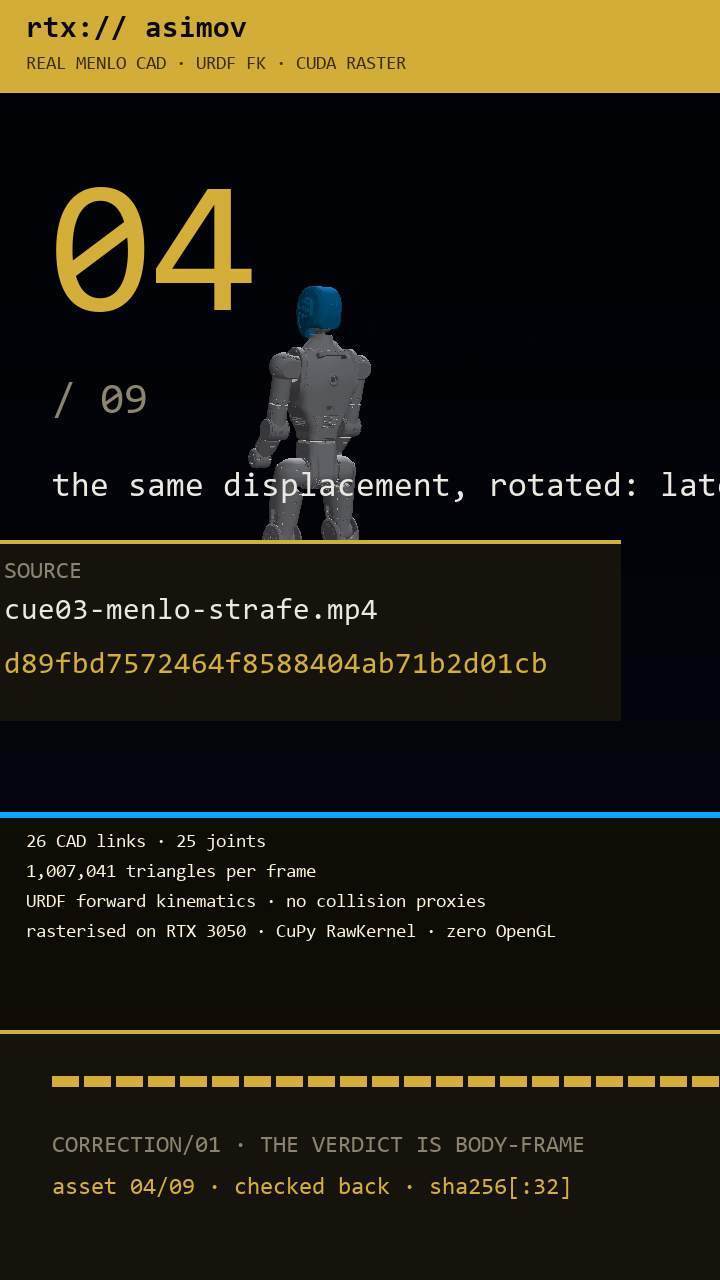 rtx:// asimov
REAL MENLO CAD · URDF FK · CUDA RASTER
04
/ 09
the same displacement, rotated:
SOURCE
cue03-menlo-strafe.mp4
d89fbd7572464f8588404ab71b2d01cb
26 CAD links · 25 joints
1,007,041 triangles per frame
URDF forward kinematics · no collision proxies
rasterised on RTX 3050 · CuPy RawKernel · zero OpenGL
CORRECTION/01 · THE VERDICT IS BODY-FRAME
asset 04/09 · checked back · sha256[:32]